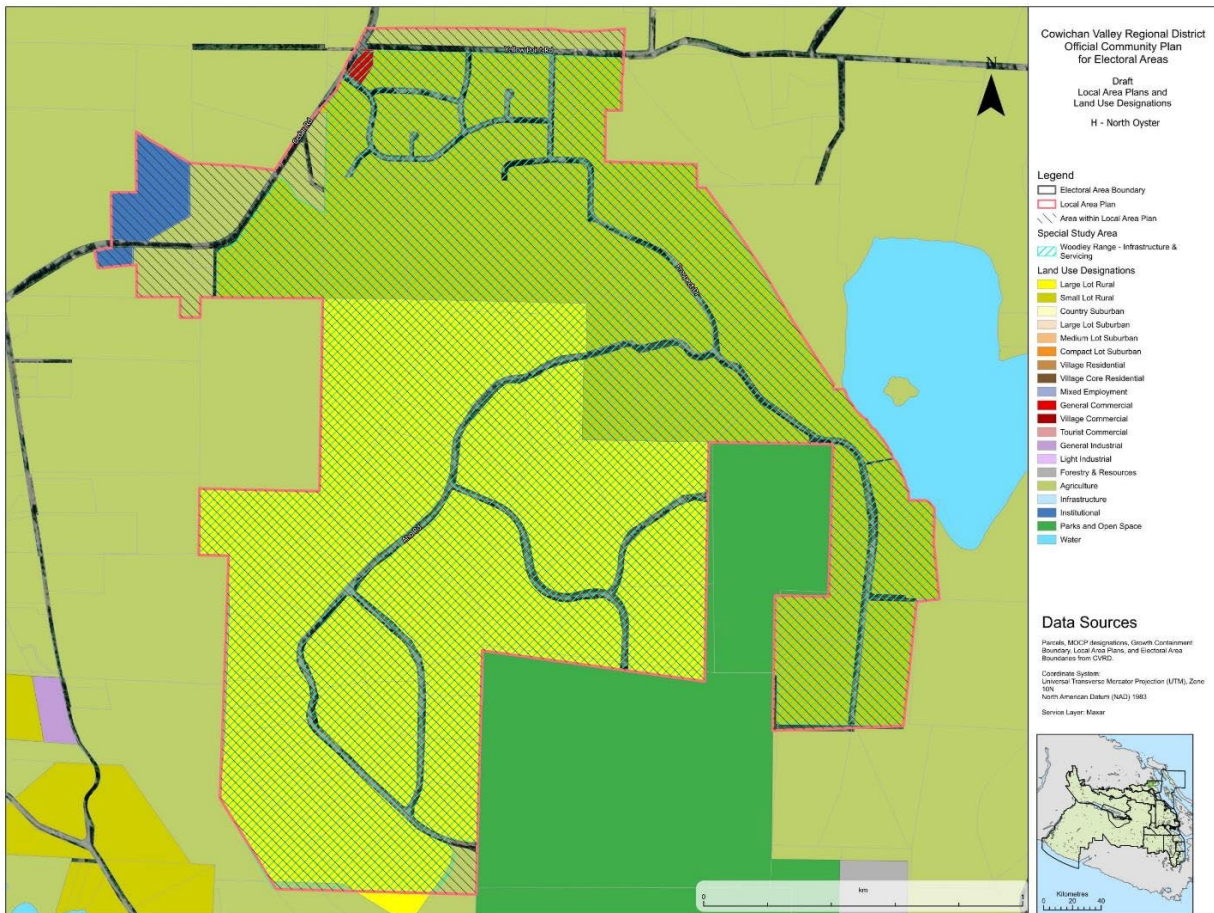 Cowichan Valley Regional District
Official Community Plan
for Electoral Areas
Draft
Local Area Plans and
Land Use Designations
H - North Oyster
N
Legend
Electoral Area Boundary
Local Area Plan
Area within Local Area Plan
Special Study Area
Woodley Range - Infrastructure &
Servicing
Land Use Designations
Large Lot Rural
Small Lot Rural
Country Suburban
Large Lot Suburban
Medium Lot Suburban
Compact Lot Suburban
Village Residential
Village Core Residential
Mixed Employment
General Commercial
Village Commercial
Tourist Commercial
General Industrial
Light Industrial
Forestry & Resources
Agriculture
Infrastructure
Institutional
Parks and Open Space
Water
Data Sources
Parcels, MOCP designations, Growth Containment
Boundary, Local Area Plans, and Electoral Area
Boundaries from CVRD.
Coordinate System:
Universal Transverse Mercator Projection (UTM), Zone
10N
North American Datum (NAD) 1983
Service Layer: Maxar
Kilometres
0 20 40
Yellow Point Rd
Cedar Rd
km
0